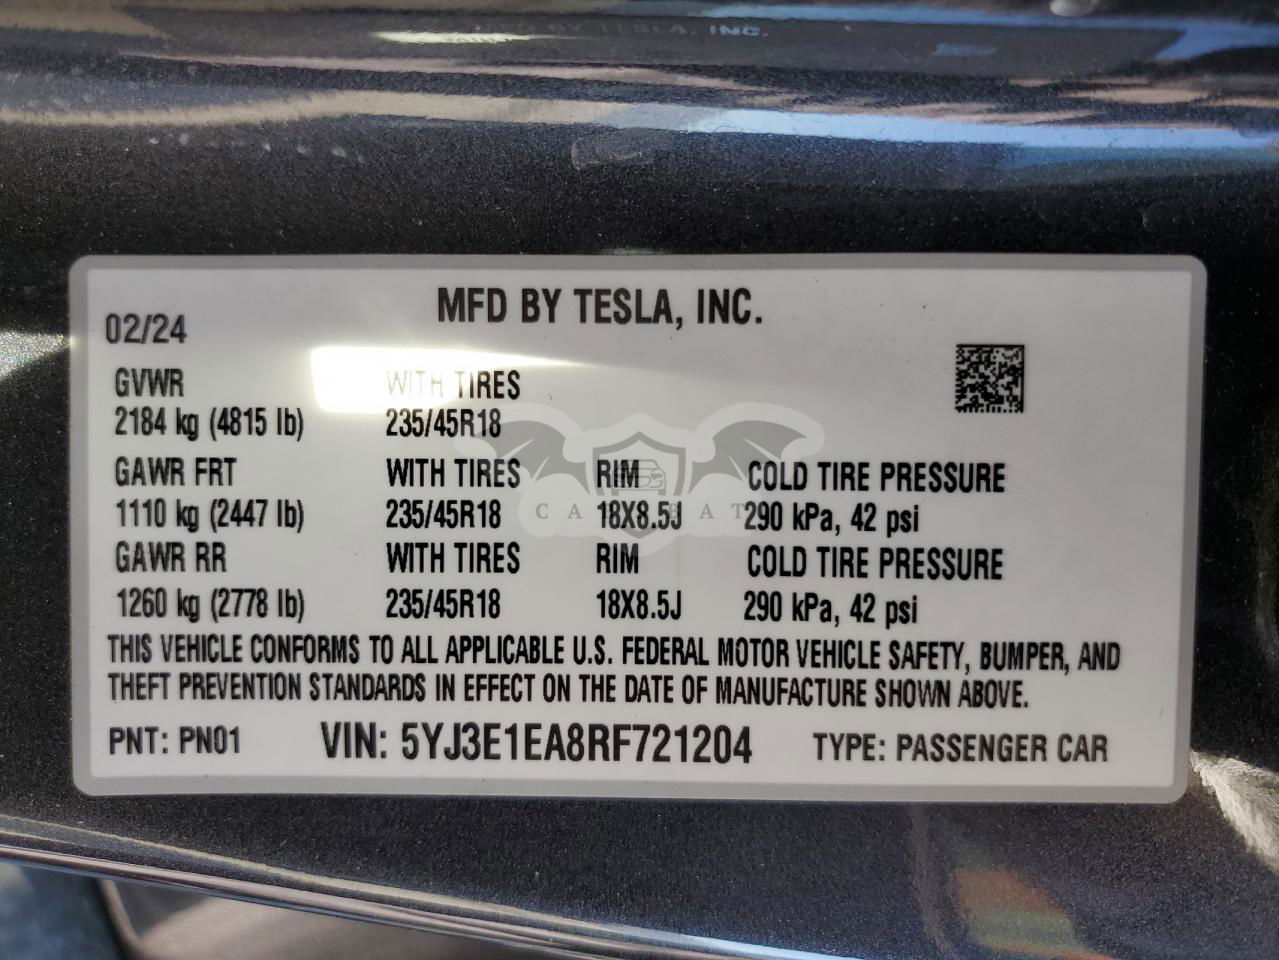 BY TESLA, INC.
MFD BY TESLA, INC.
02/24
GVWR WITH TIRES
2184 kg (4815 lb) 235/45R18
GAWR FRT WITH TIRES RIM COLD TIRE PRESSURE
1110 kg (2447 lb) 235/45R18 18X8.5J 290 kPa, 42 psi
GAWR RR WITH TIRES RIM COLD TIRE PRESSURE
1260 kg (2778 lb) 235/45R18 18X8.5J 290 kPa, 42 psi
THIS VEHICLE CONFORMS TO ALL APPLICABLE U.S. FEDERAL MOTOR VEHICLE SAFETY, BUMPER, AND
THEFT PREVENTION STANDARDS IN EFFECT ON THE DATE OF MANUFACTURE SHOWN ABOVE.
PNT: PN01 VIN: 5YJ3E1EA8RF721204 TYPE: PASSENGER CAR